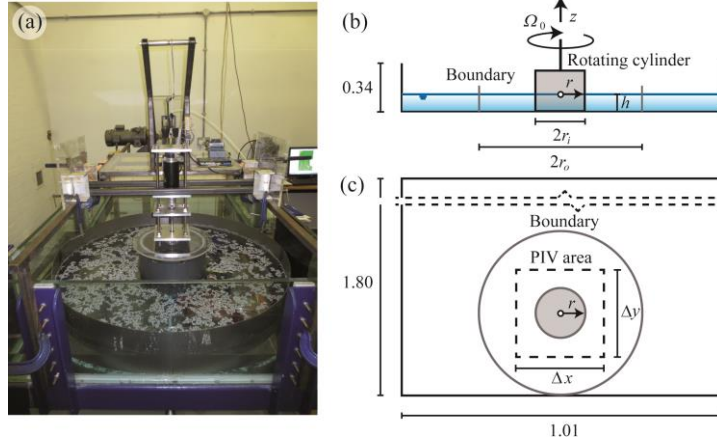 (a)
(b)
Ω₀
z
Rotating cylinder
Boundary
r
0.34
h
2rᵢ
2rₒ
(c)
Boundary
PIV area
r
1.80
Δy
Δx
1.01